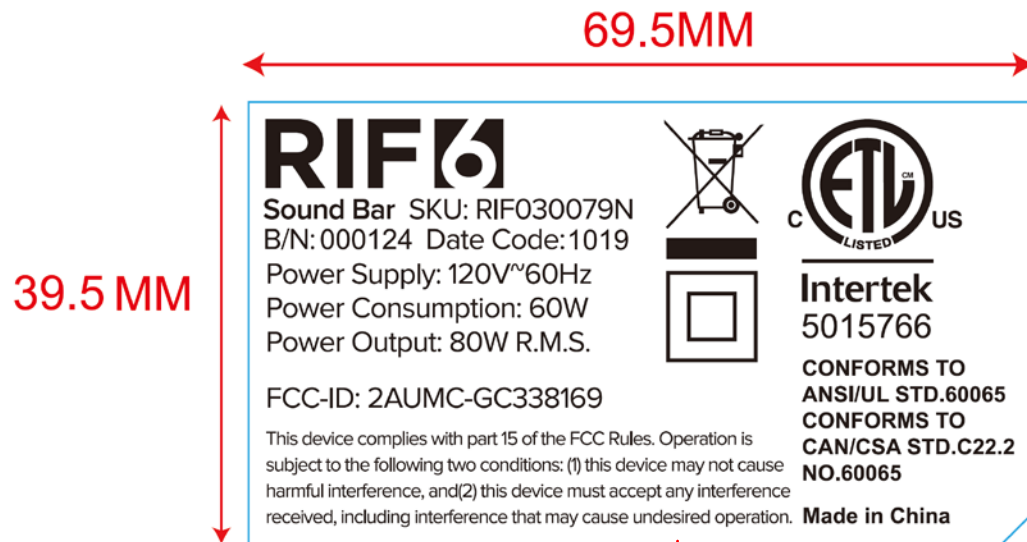 69.5MM
39.5 MM
RIF6
Sound Bar SKU: RIF030079N
B/N: 000124 Date Code: 1019
Power Supply: 120V~60Hz
Power Consumption: 60W
Power Output: 80W R.M.S.
FCC-ID: 2AUMC-GC338169
This device complies with part 15 of the FCC Rules. Operation is
subject to the following two conditions: (1) this device may not cause
harmful interference, and(2) this device must accept any interference
received, including interference that may cause undesired operation.
ETL CM
C US
LISTED
Intertek
5015766
CONFORMS TO
ANSI/UL STD.60065
CONFORMS TO
CAN/CSA STD.C22.2
NO.60065
Made in China